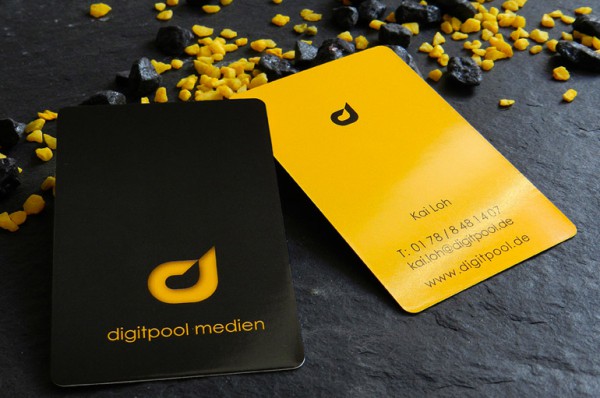 digitpool medien
Kai Loh
T: 01 78 / 8 48 14 07
kai.loh@digitpool.de
www.digitpool.de